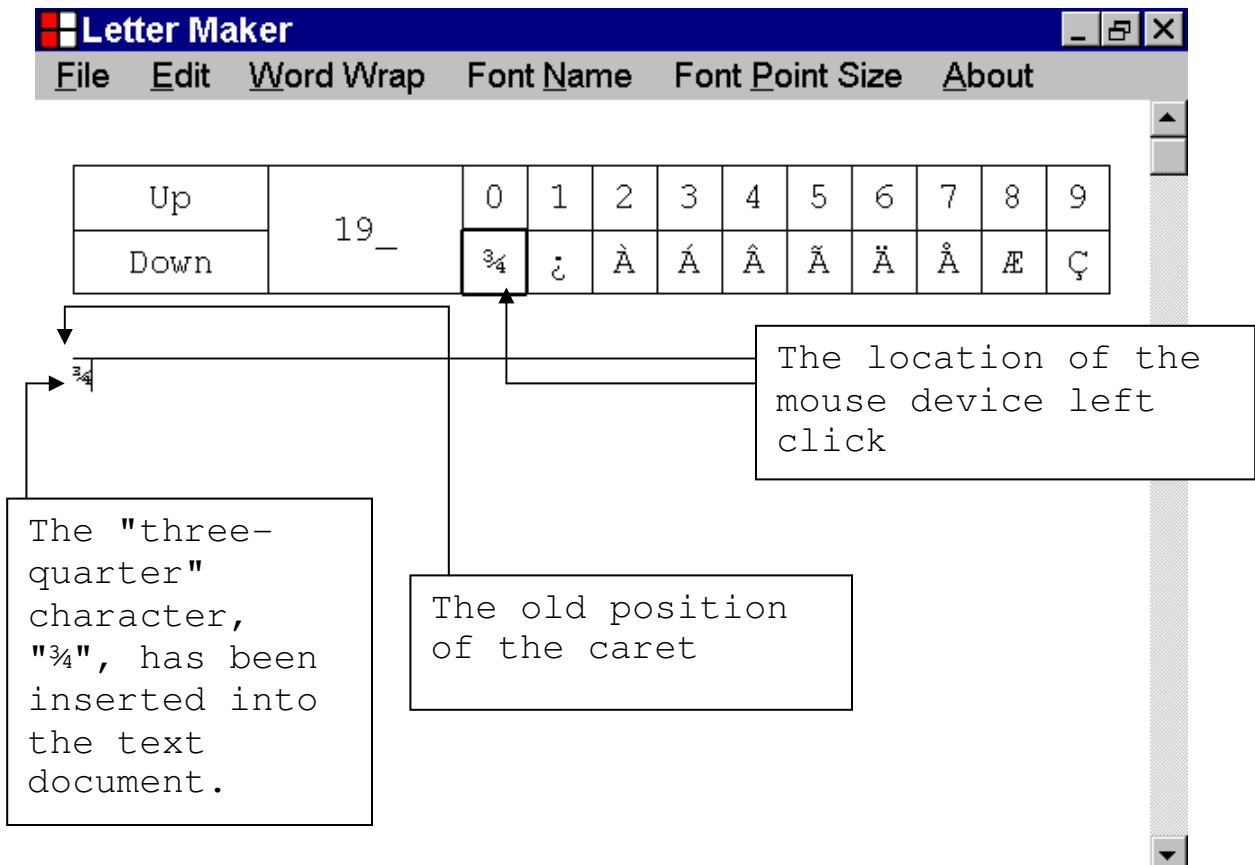 Letter Maker
File Edit Word Wrap Font Name Font Point Size About
Up 19_ 0 1 2 3 4 5 6 7 8 9
Down ¾ ¿ À Á Â Ã Ä Å Æ Ç
¾
The location of the
mouse device left
click
The "three-
quarter"
character,
"¾", has been
inserted into
the text
document.
The old position
of the caret